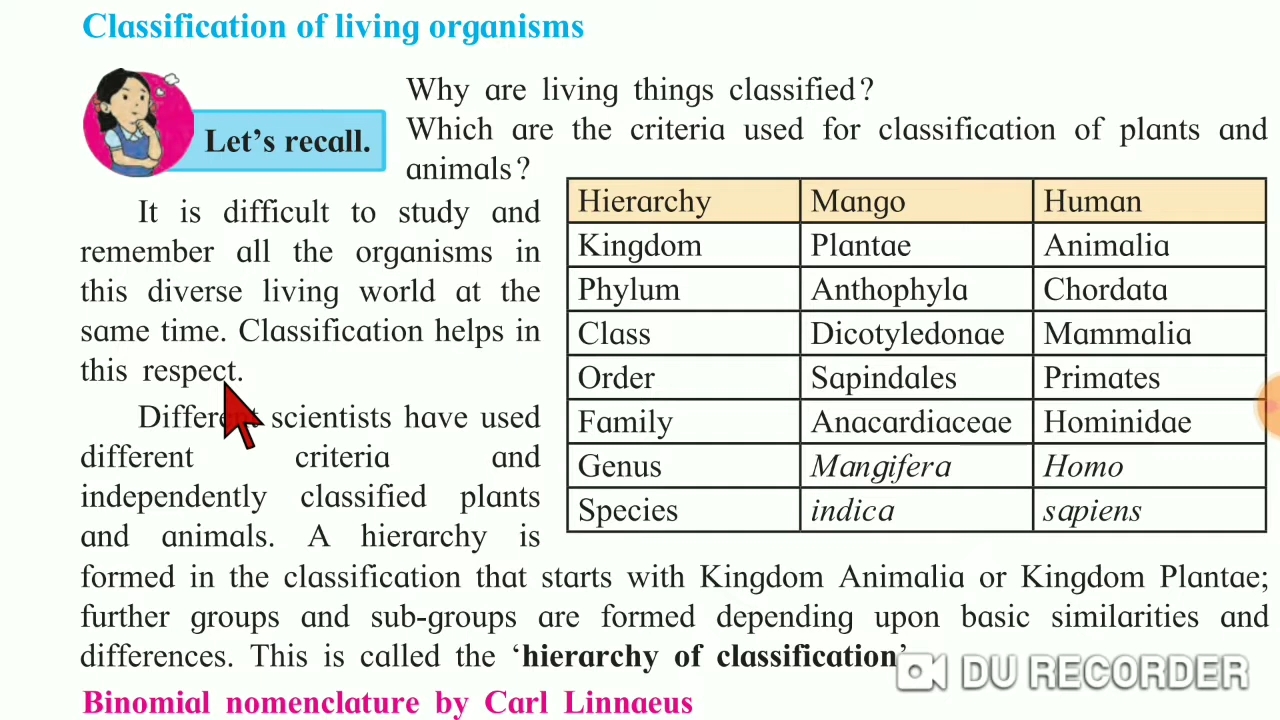 Classification of living organisms
Let's recall.
Why are living things classified?
Which are the criteria used for classification of plants and
animals?
It is difficult to study and
remember all the organisms in
this diverse living world at the
same time. Classification helps in
this respect.
Different scientists have used
different criteria and
independently classified plants
and animals. A hierarchy is
Hierarchy Mango Human
Kingdom Plantae Animalia
Phylum Anthophyla Chordata
Class Dicotyledonae Mammalia
Order Sapindales Primates
Family Anacardiaceae Hominidae
Genus Mangifera Homo
Species indica sapiens
formed in the classification that starts with Kingdom Animalia or Kingdom Plantae;
further groups and sub-groups are formed depending upon basic similarities and
differences. This is called the 'hierarchy of classification'
DU RECORDER
Binomial nomenclature by Carl Linnaeus